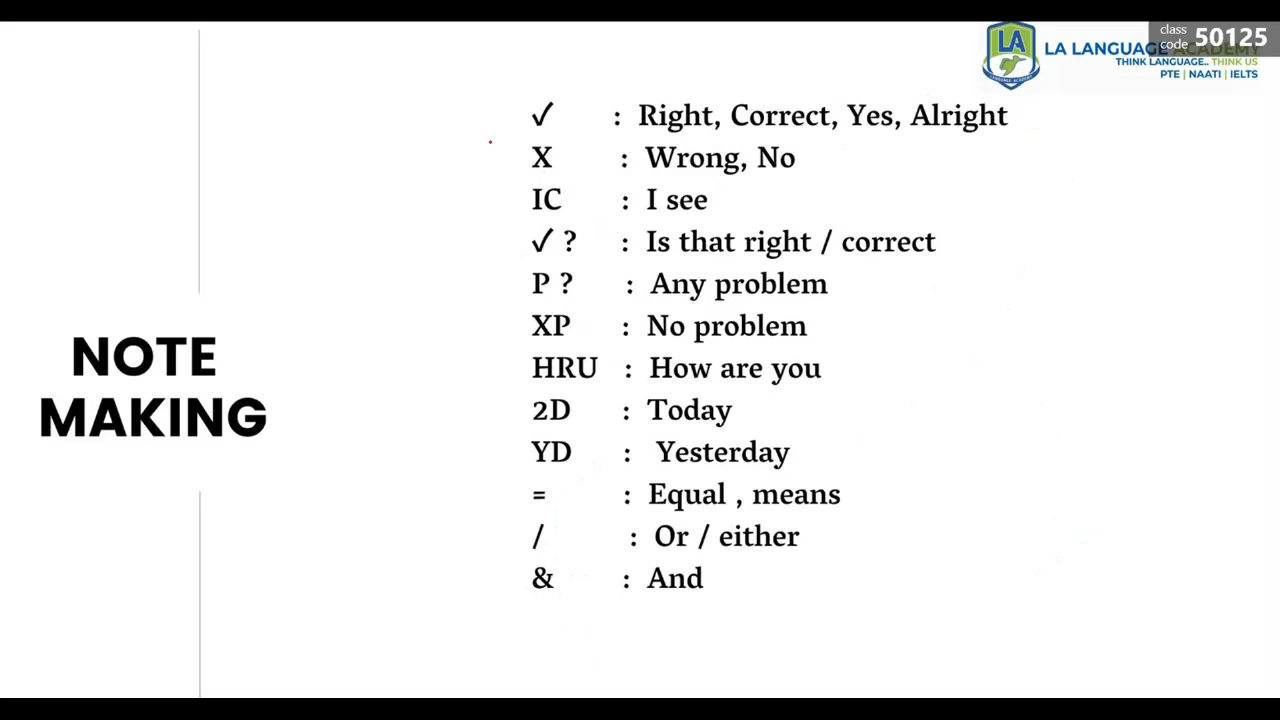 class code 50125
LA LANGUAGE ACADEMY
THINK LANGUAGE.. THINK US
PTE | NAATI | IELTS
LA
NOTE
MAKING
✓ : Right, Correct, Yes, Alright
X : Wrong, No
IC : I see
✓ ? : Is that right / correct
P ? : Any problem
XP : No problem
HRU : How are you
2D : Today
YD : Yesterday
= : Equal , means
/ : Or / either
& : And